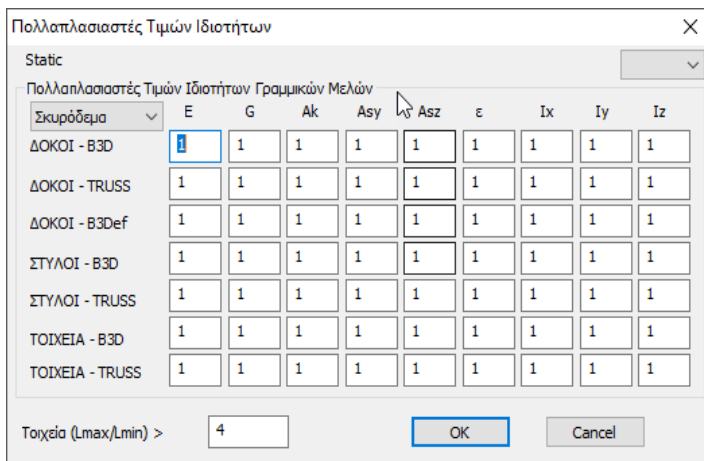 Πολλαπλασιαστές Τιμών Ιδιοτήτων
Static
Πολλαπλασιαστές Τιμών Ιδιοτήτων Γραμμικών Μελών
Σκυρόδεμα E G Ak Asy Asz ε Ix Iy Iz
ΔΟΚΟΙ - B3D 1 1 1 1 1 1 1 1 1
ΔΟΚΟΙ - TRUSS 1 1 1 1 1 1 1 1 1
ΔΟΚΟΙ - B3Def 1 1 1 1 1 1 1 1 1
ΣΤΥΛΟΙ - B3D 1 1 1 1 1 1 1 1 1
ΣΤΥΛΟΙ - TRUSS 1 1 1 1 1 1 1 1 1
ΤΟΙΧΕΙΑ - B3D 1 1 1 1 1 1 1 1 1
ΤΟΙΧΕΙΑ - TRUSS 1 1 1 1 1 1 1 1 1
Τοιχεία (Lmax/Lmin) > 4 OK Cancel